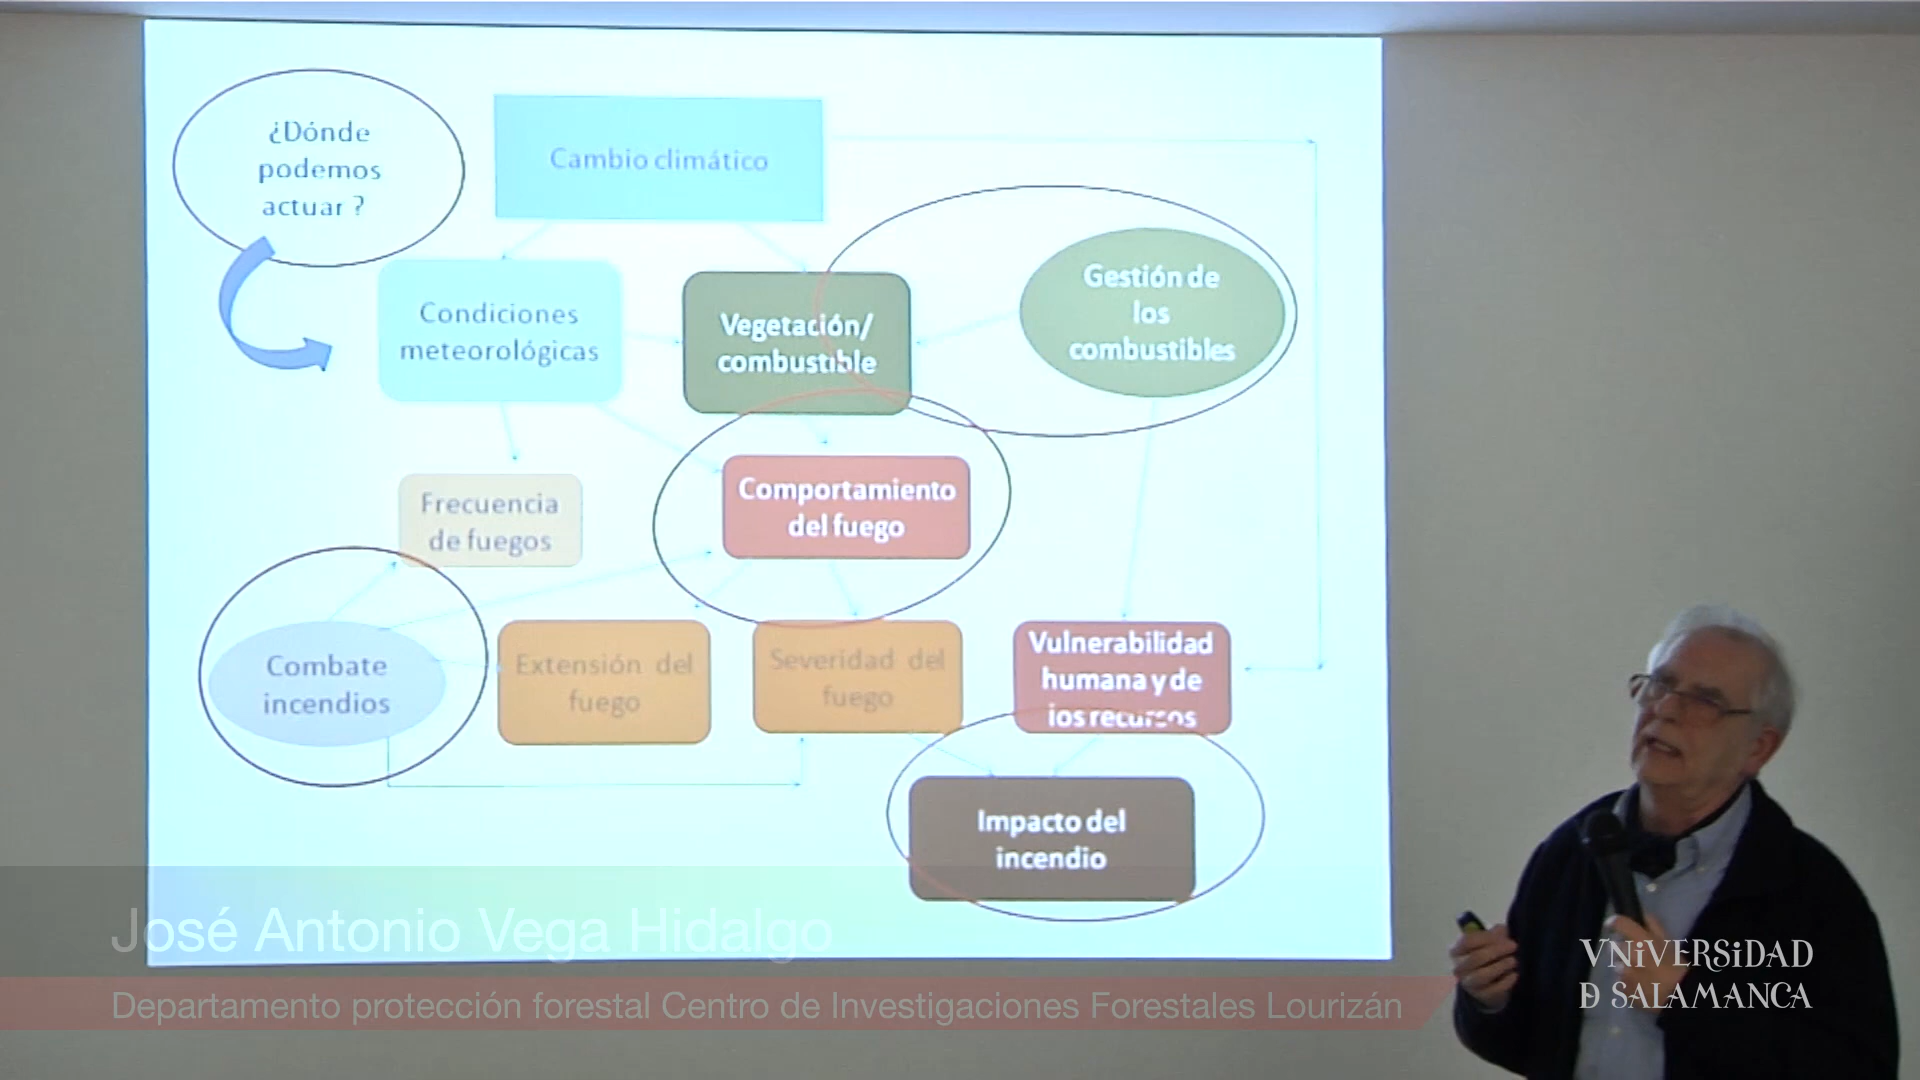 ¿Dónde
podemos
actuar ?
Cambio climático
Condiciones
meteorológicas
Vegetación/
combustible
Gestión de
los
combustibles
Frecuencia
de fuegos
Comportamiento
del fuego
Combate
incendios
Extensión del
fuego
Severidad del
fuego
Vulnerabilidad
humana y de
los recursos
Impacto del
incendio
José Antonio Vega Hidalgo
Departamento protección forestal Centro de Investigaciones Forestales Lourizán
VNiVERSiDAD
D SALAMANCA